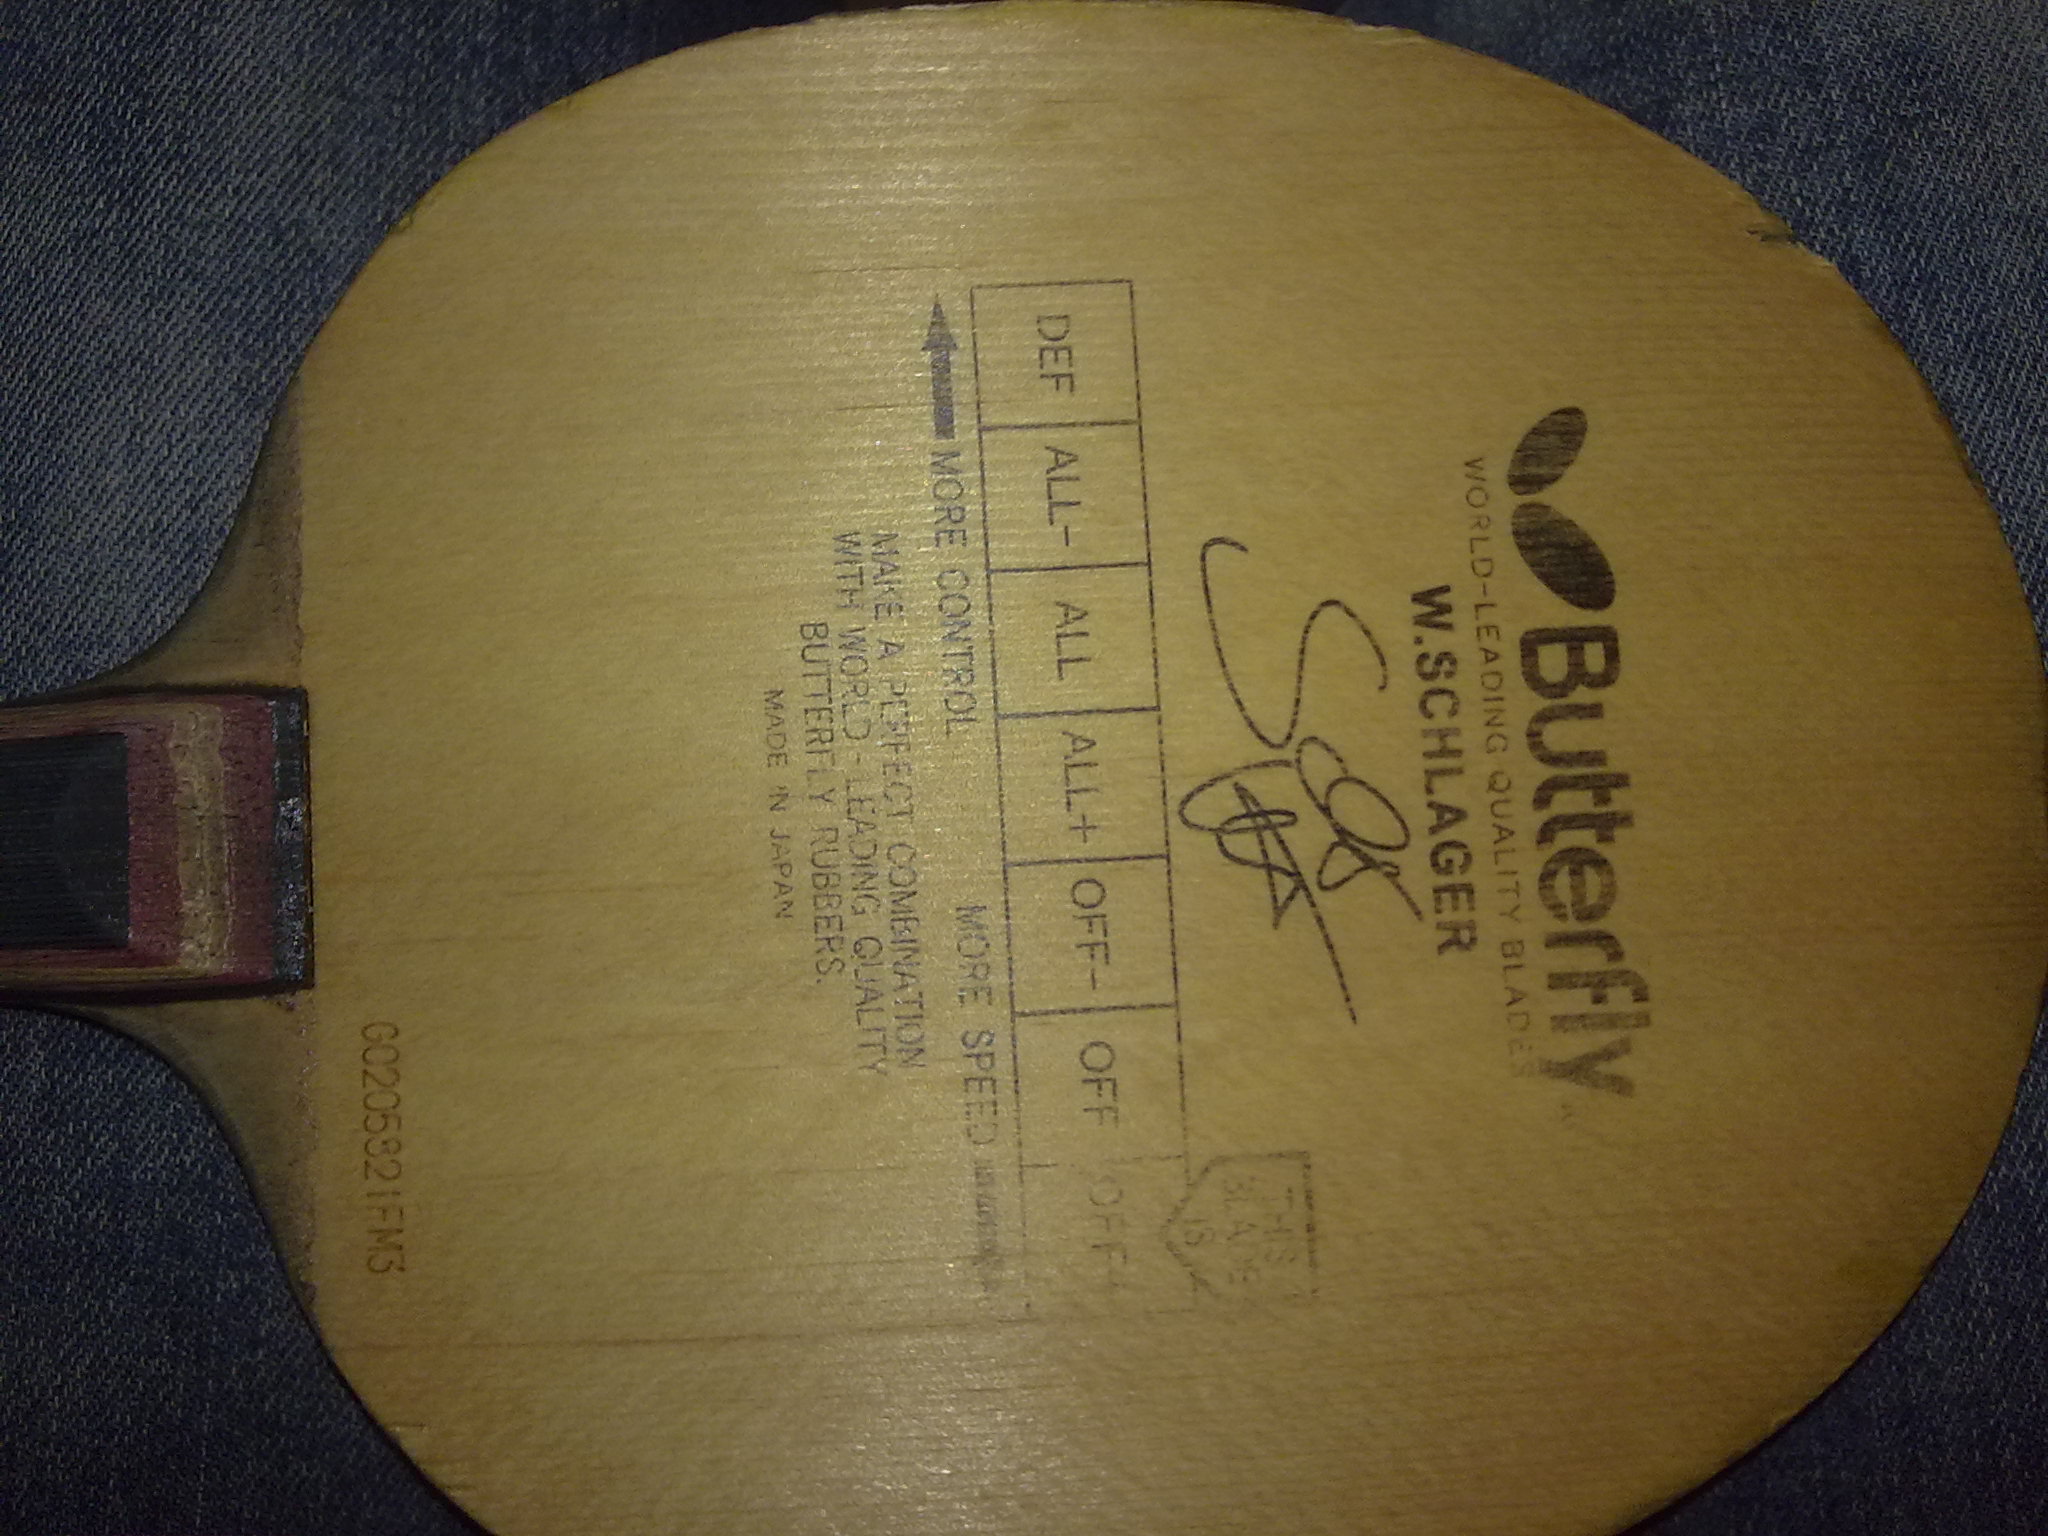 Butterfly
WORLD-LEADING QUALITY BLADES
W.SCHLAGER
THIS
BLADE
IS
DEF ALL- ALL ALL+ OFF- OFF OFF+
MORE CONTROL MORE SPEED
MAKE A PERFECT COMBINATION
WITH WORLD-LEADING QUALITY
BUTTERFLY RUBBERS.
MADE IN JAPAN